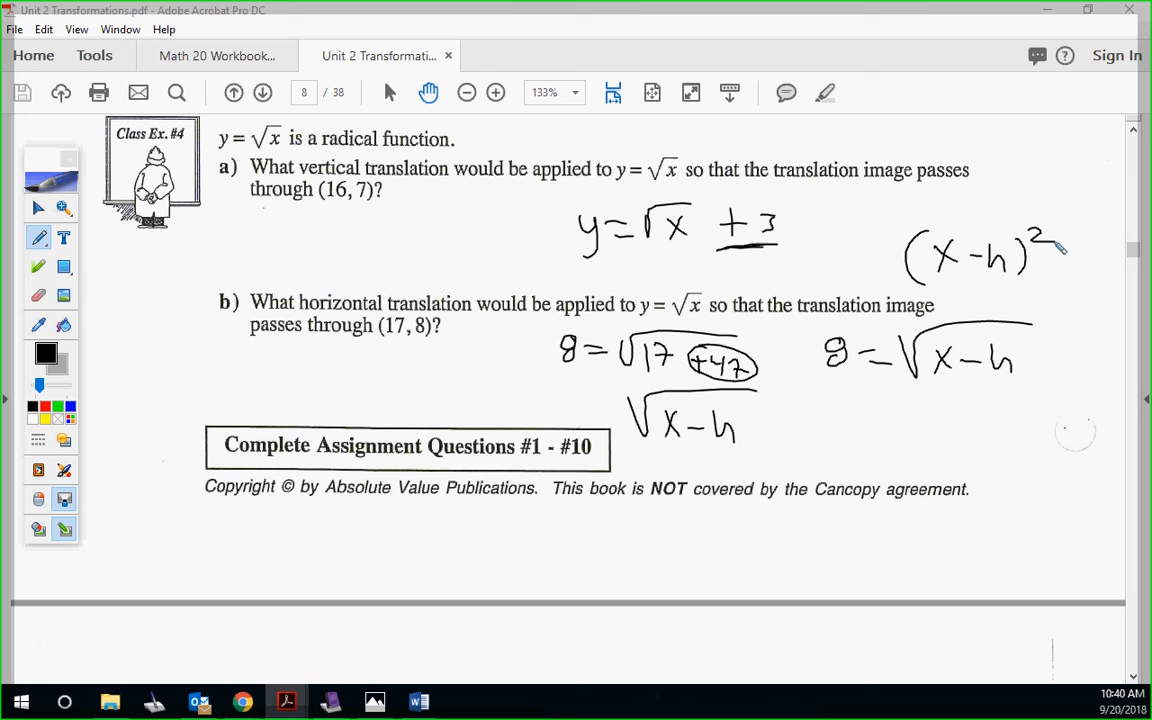 Unit 2 Transformations.pdf - Adobe Acrobat Pro DC
File Edit View Window Help
Home Tools Math 20 Workbook... Unit 2 Transformati... × Sign In
8 / 38 133%
Class Ex. #4
y = √x is a radical function.
a) What vertical translation would be applied to y = √x so that the translation image passes
through (16, 7)?
y = √x + 3
(x - h)²
b) What horizontal translation would be applied to y = √x so that the translation image
passes through (17, 8)?
8 = √17 +47
8 = √x - h
√x - h
Complete Assignment Questions #1 - #10
Copyright © by Absolute Value Publications. This book is NOT covered by the Cancopy agreement.
10:40 AM
9/20/2018